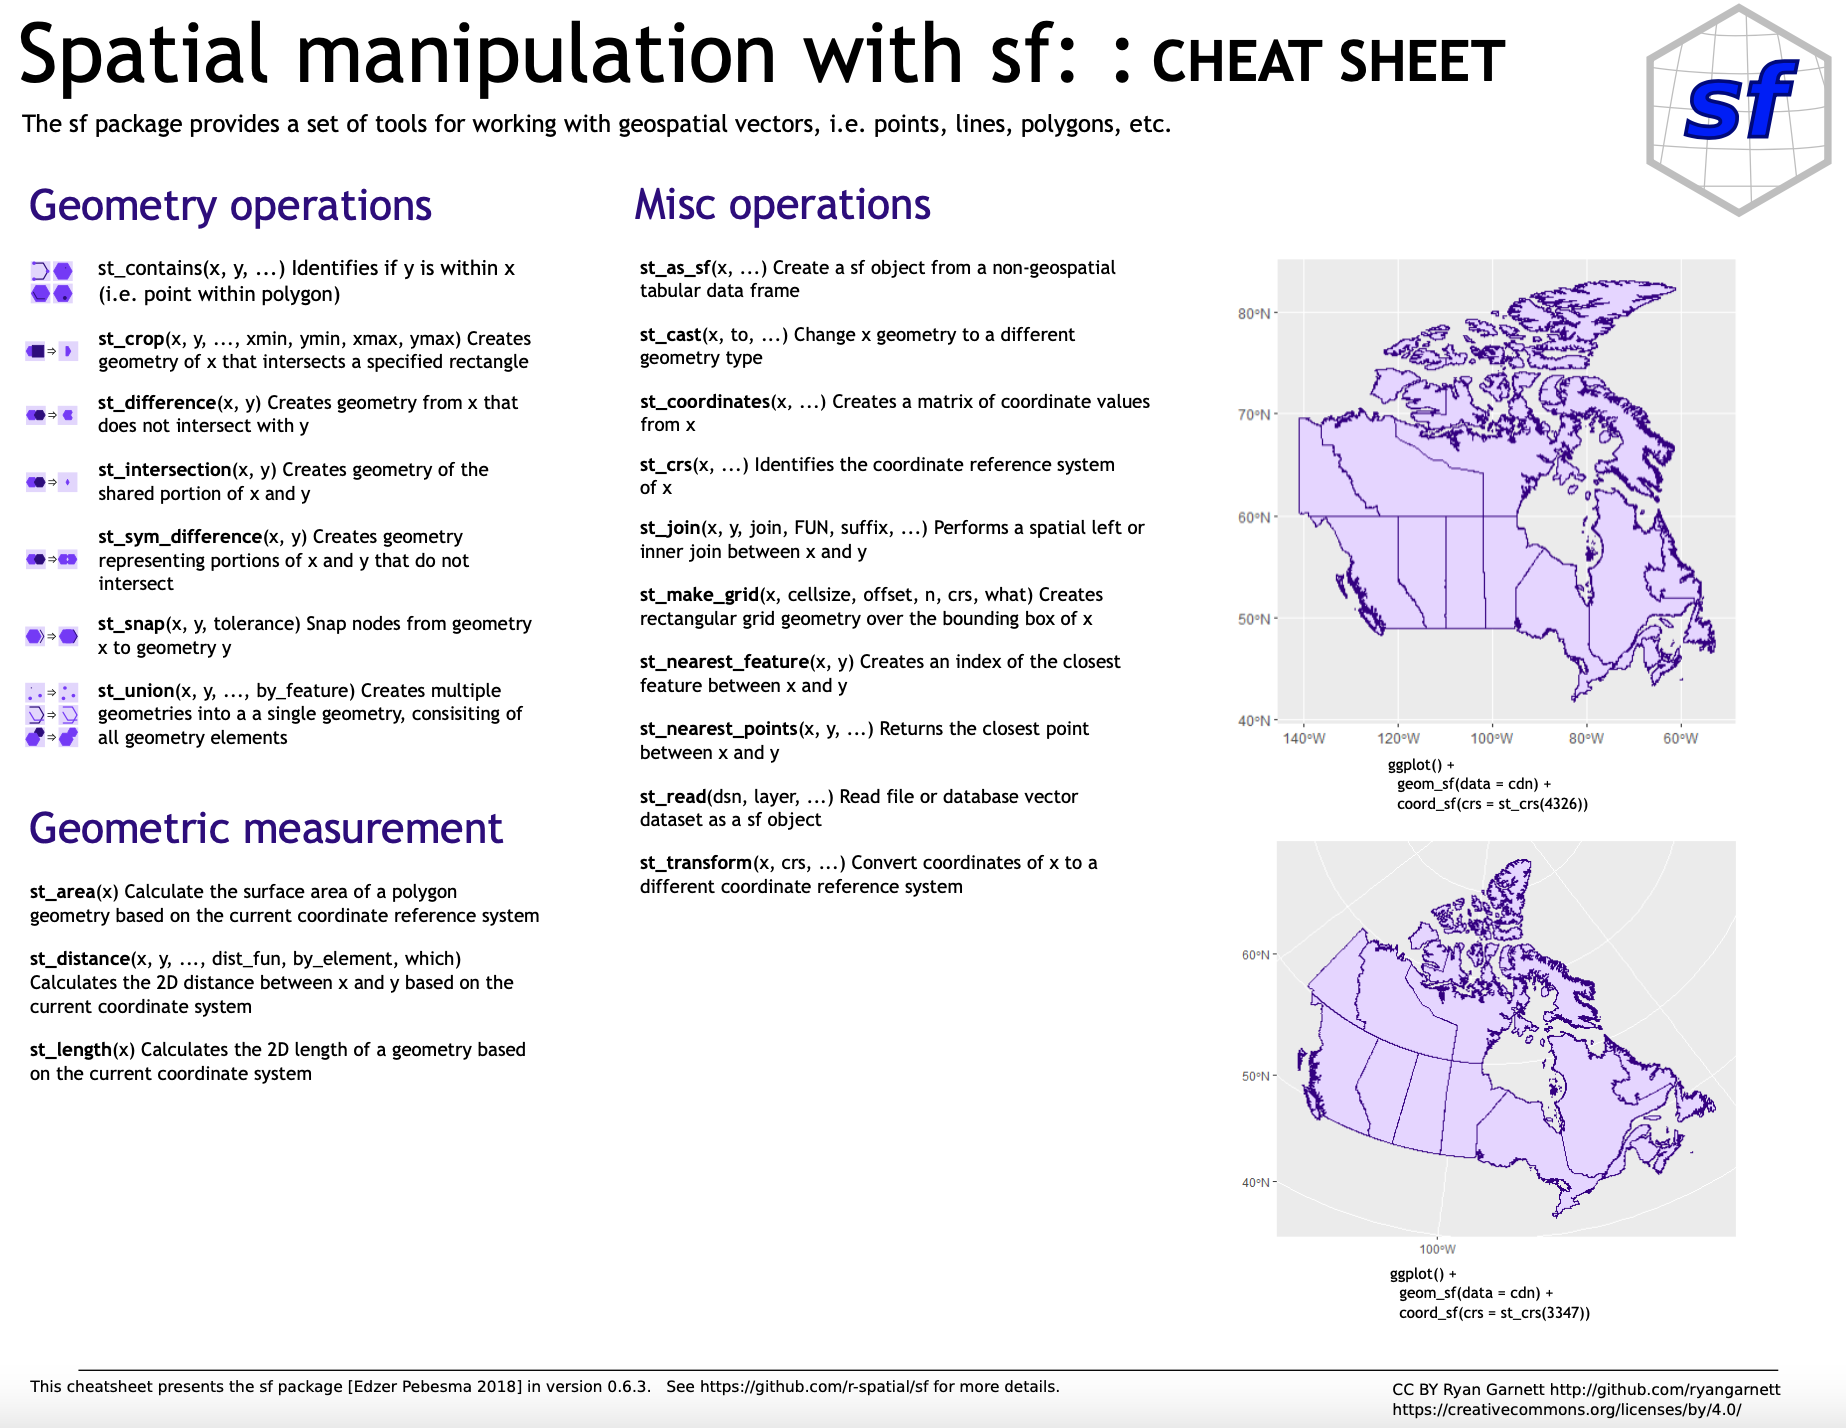 Spatial manipulation with sf: : CHEAT SHEET
The sf package provides a set of tools for working with geospatial vectors, i.e. points, lines, polygons, etc.
sf
Geometry operations
st_contains(x, y, ...) Identifies if y is within x
(i.e. point within polygon)
st_crop(x, y, ..., xmin, ymin, xmax, ymax) Creates
geometry of x that intersects a specified rectangle
st_difference(x, y) Creates geometry from x that
does not intersect with y
st_intersection(x, y) Creates geometry of the
shared portion of x and y
st_sym_difference(x, y) Creates geometry
representing portions of x and y that do not
intersect
st_snap(x, y, tolerance) Snap nodes from geometry
x to geometry y
st_union(x, y, ..., by_feature) Creates multiple
geometries into a a single geometry, consisiting of
all geometry elements
Geometric measurement
st_area(x) Calculate the surface area of a polygon
geometry based on the current coordinate reference system
st_distance(x, y, ..., dist_fun, by_element, which)
Calculates the 2D distance between x and y based on the
current coordinate system
st_length(x) Calculates the 2D length of a geometry based
on the current coordinate system
Misc operations
st_as_sf(x, ...) Create a sf object from a non-geospatial
tabular data frame
st_cast(x, to, ...) Change x geometry to a different
geometry type
st_coordinates(x, ...) Creates a matrix of coordinate values
from x
st_crs(x, ...) Identifies the coordinate reference system
of x
st_join(x, y, join, FUN, suffix, ...) Performs a spatial left or
inner join between x and y
st_make_grid(x, cellsize, offset, n, crs, what) Creates
rectangular grid geometry over the bounding box of x
st_nearest_feature(x, y) Creates an index of the closest
feature between x and y
st_nearest_points(x, y, ...) Returns the closest point
between x and y
st_read(dsn, layer, ...) Read file or database vector
dataset as a sf object
st_transform(x, crs, ...) Convert coordinates of x to a
different coordinate reference system
80°N
70°N
60°N
50°N
40°N
140°W 120°W 100°W 80°W 60°W
ggplot() +
geom_sf(data = cdn) +
coord_sf(crs = st_crs(4326))
60°N
50°N
40°N
100°W
ggplot() +
geom_sf(data = cdn) +
coord_sf(crs = st_crs(3347))
This cheatsheet presents the sf package [Edzer Pebesma 2018] in version 0.6.3. See https://github.com/r-spatial/sf for more details.
CC BY Ryan Garnett http://github.com/ryangarnett
https://creativecommons.org/licenses/by/4.0/